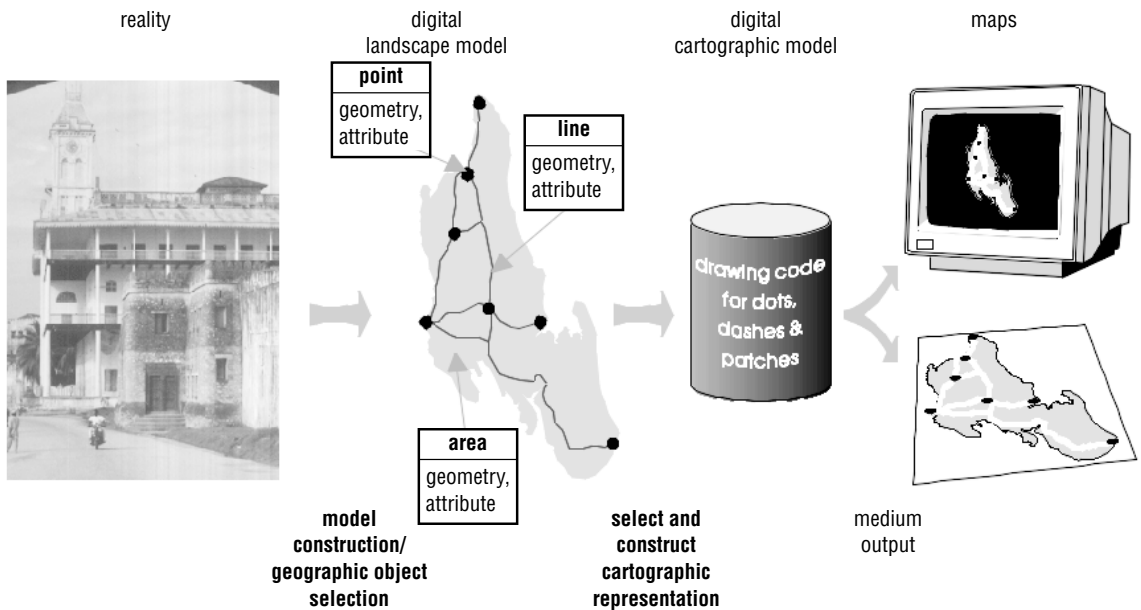 reality
digital
landscape model
digital
cartographic model
maps
point
geometry,
attribute
line
geometry,
attribute
drawing code
for dots,
dashes &
patches
area
geometry,
attribute
model
construction/
geographic object
selection
select and
construct
cartographic
representation
medium
output